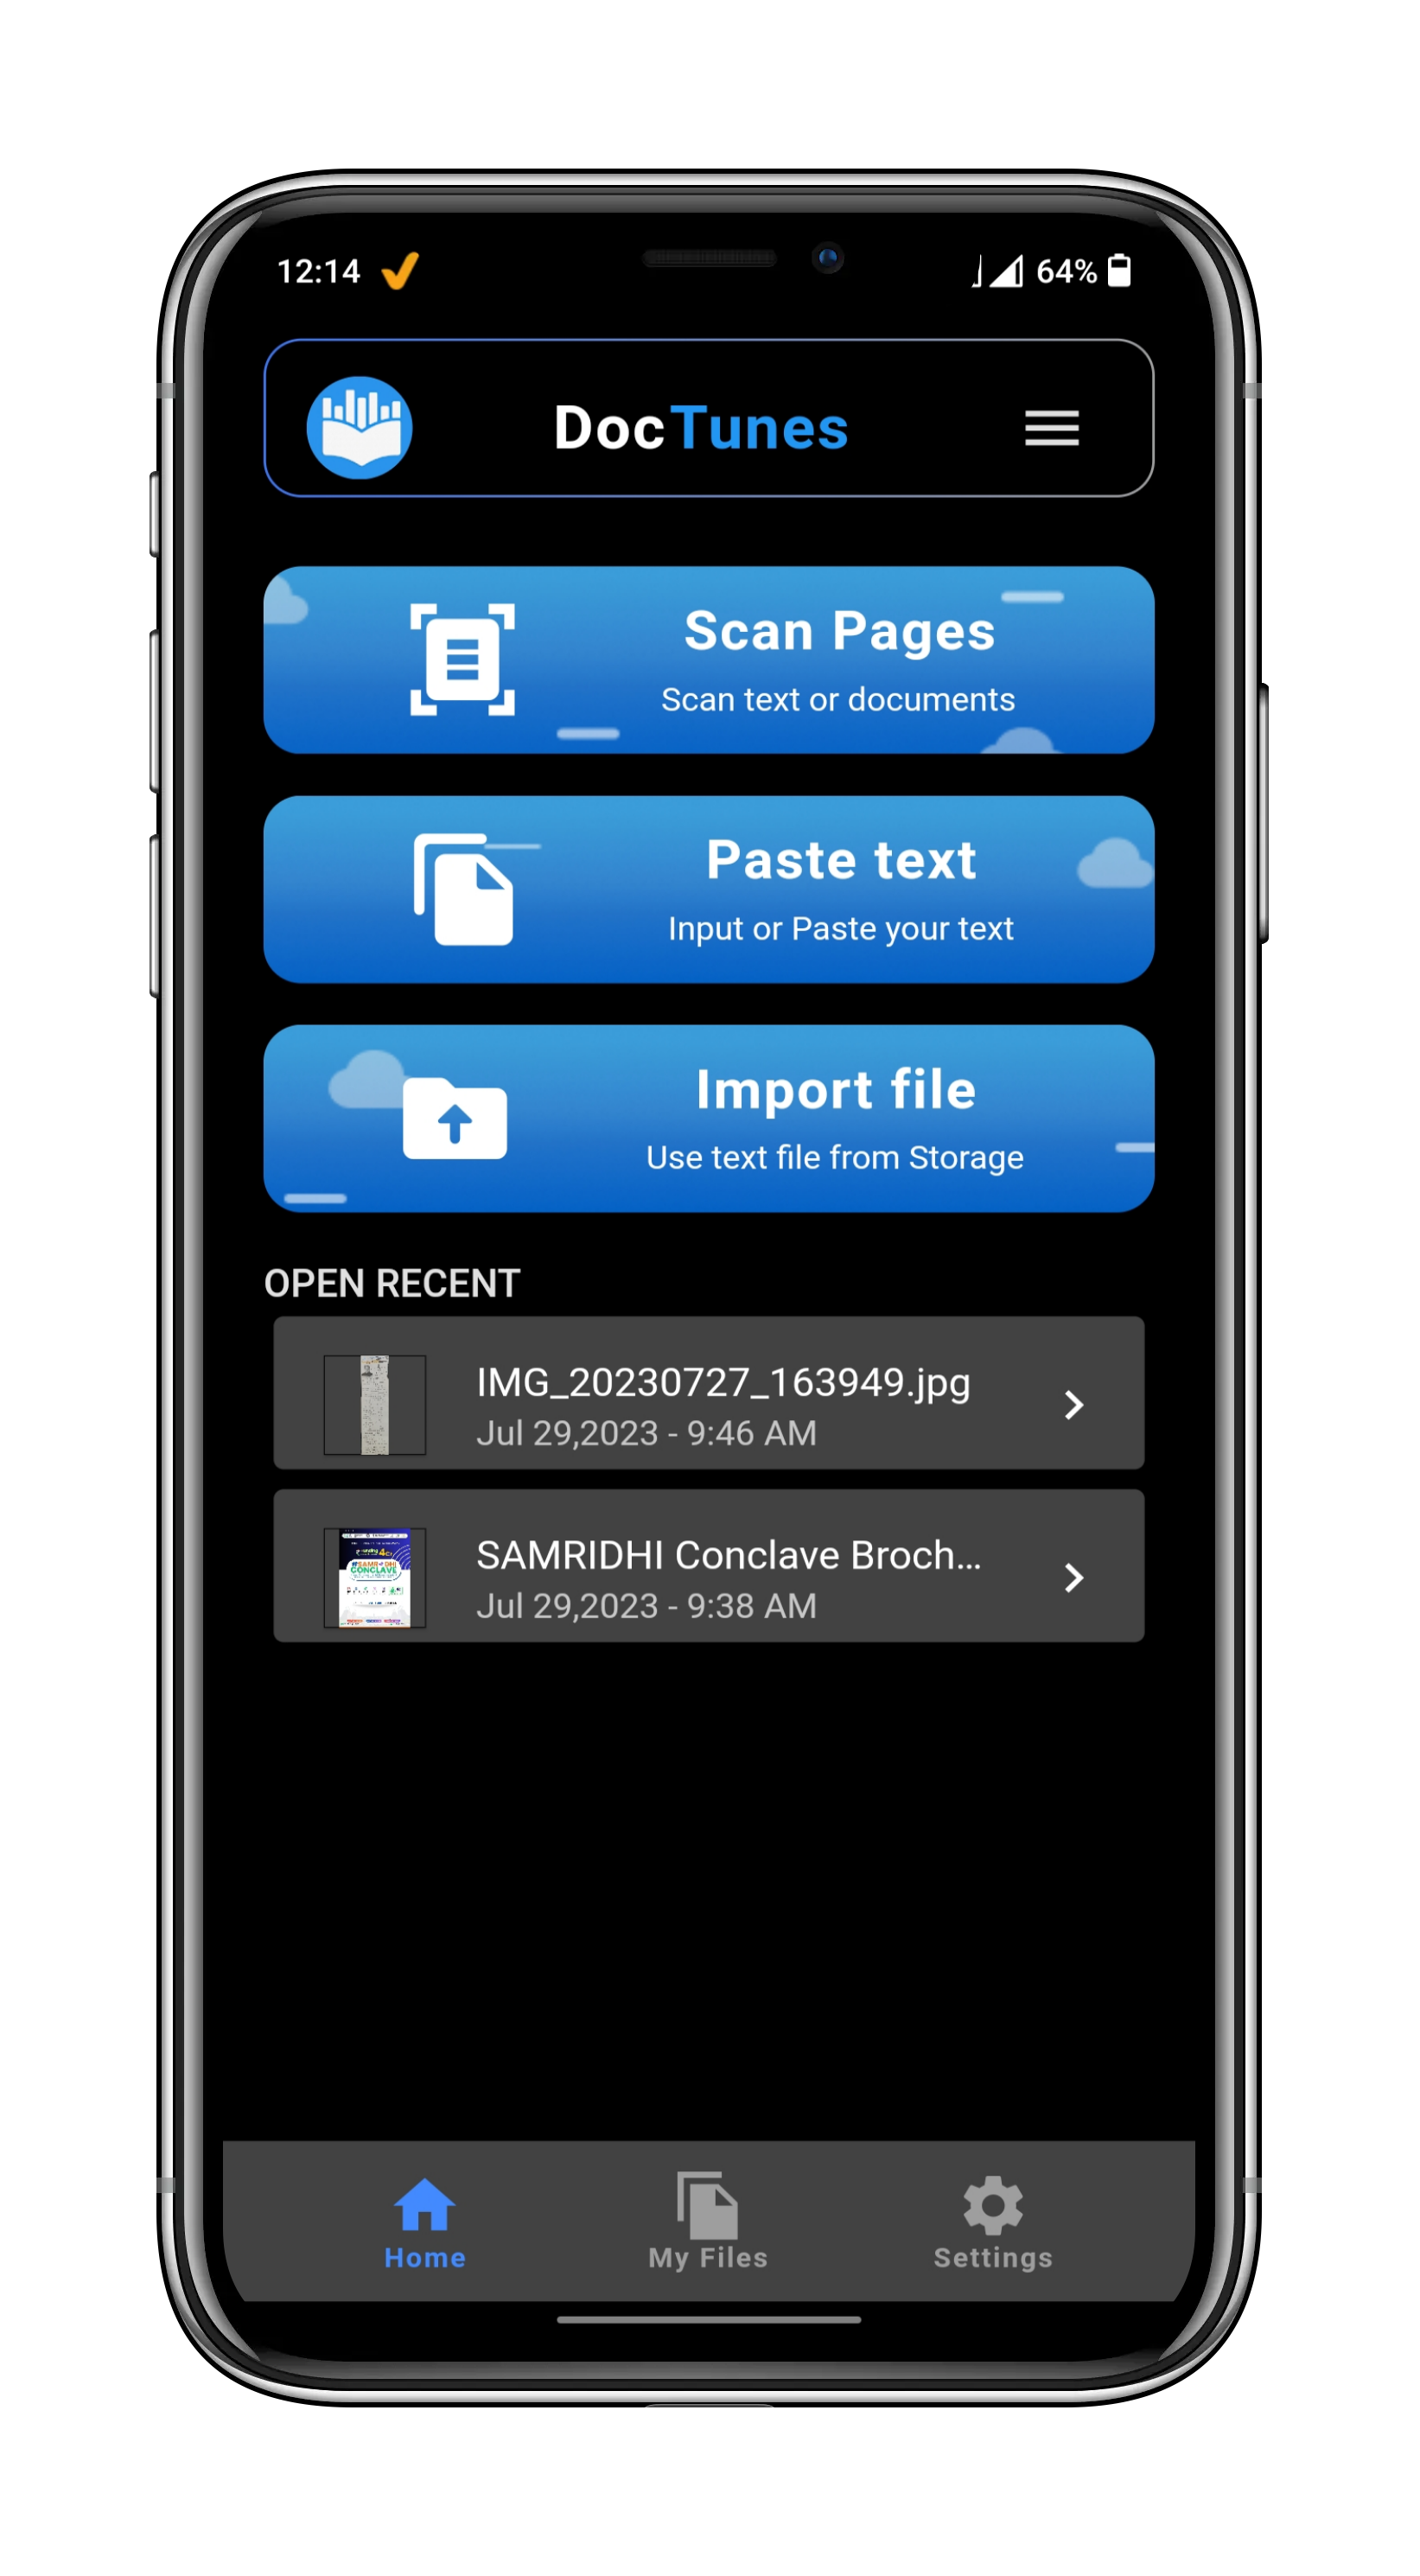 12:14
64%
DocTunes
Scan Pages
Scan text or documents
Paste text
Input or Paste your text
Import file
Use text file from Storage
OPEN RECENT
IMG_20230727_163949.jpg
Jul 29,2023 - 9:46 AM
SAMRIDHI Conclave Broch...
Jul 29,2023 - 9:38 AM
CONCLAVE
Home
My Files
Settings